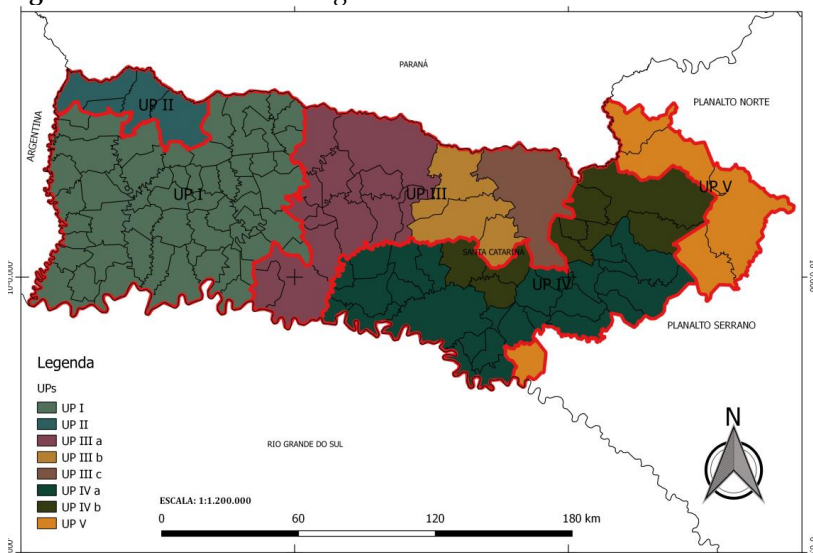 PARANÁ
PLANALTO NORTE
ARGENTINA
UP II
UP I
UP III
UP V
SANTA CATARINA
UP IV
PLANALTO SERRANO
RIO GRANDE DO SUL
Legenda
UPs
UP I
UP II
UP III a
UP III b
UP III c
UP IV a
UP IV b
UP V
ESCALA: 1:1.200.000
0 60 120 180 km
N